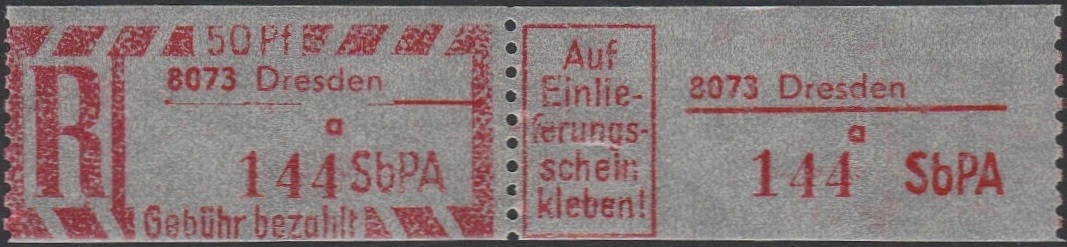 50 Pf
R
8073 Dresden
a
144 SbPA
Gebühr bezahlt
Auf
Einlie-
ferungs-
schein
kleben!
8073 Dresden
a
144 SbPA